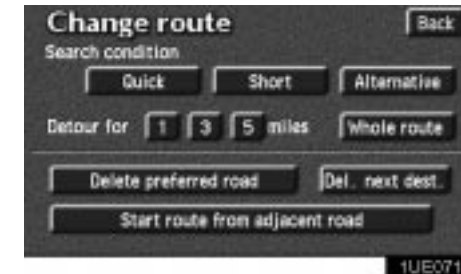 Change route Back
Search condition
Quick Short Alternative
Detour for 1 3 5 miles Whole route
Delete preferred road Del. next dest.
Start route from adjacent road
1UE071